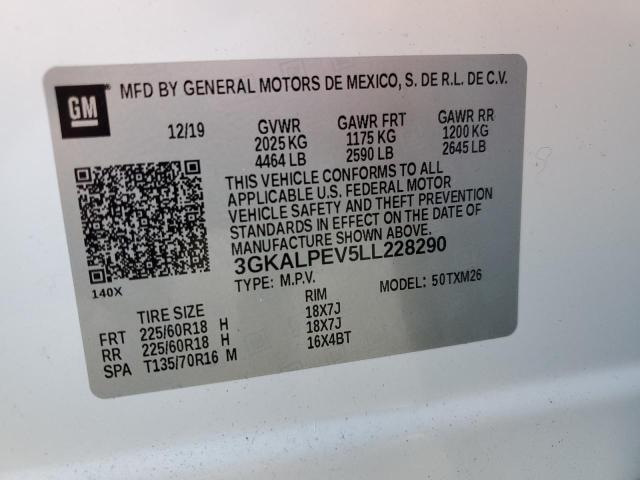 GM
MFD BY GENERAL MOTORS DE MEXICO, S. DE R.L. DE C.V.
12/19 GVWR GAWR FRT GAWR RR
2025 KG 1175 KG 1200 KG
4464 LB 2590 LB 2645 LB
THIS VEHICLE CONFORMS TO ALL
APPLICABLE U.S. FEDERAL MOTOR
VEHICLE SAFETY AND THEFT PREVENTION
STANDARDS IN EFFECT ON THE DATE OF
MANUFACTURE SHOWN ABOVE.
3GKALPEV5LL228290
140X TYPE: M.P.V. MODEL: 50TXM26
TIRE SIZE RIM
FRT 225/60R18 H 18X7J
RR 225/60R18 H 18X7J
SPA T135/70R16 M 16X4BT